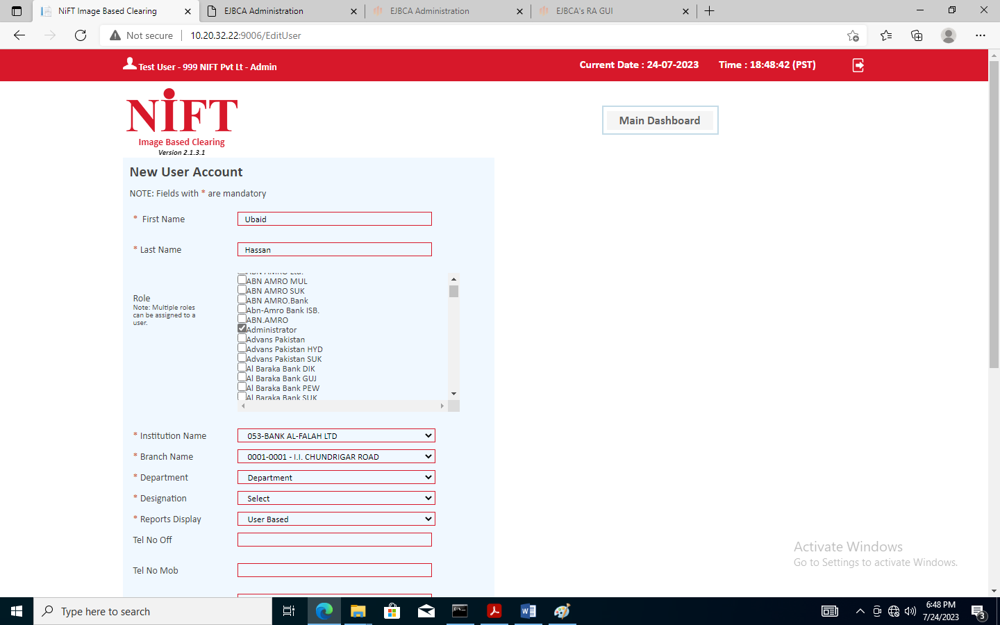 NiFT Image Based Clearing
EJBCA Administration
EJBCA Administration
EJBCA's RA GUI
Not secure
10.20.32.22:9006/EditUser
Test User - 999 NIFT Pvt Lt - Admin
Current Date : 24-07-2023
Time : 18:48:42 (PST)
NiFT
Image Based Clearing
Version 2.1.3.1
Main Dashboard
New User Account
NOTE: Fields with * are mandatory
* First Name
Ubaid
* Last Name
Hassan
Role
Note: Multiple roles
can be assigned to a
user.
ABN AMRO Ltd.
ABN AMRO MUL
ABN AMRO SUK
ABN AMRO.Bank
Abn-Amro Bank ISB.
ABN.AMRO
Administrator
Advans Pakistan
Advans Pakistan HYD
Advans Pakistan SUK
Al Baraka Bank DIK
Al Baraka Bank GUJ
Al Baraka Bank PEW
Al Baraka Bank SUK
* Institution Name
053-BANK AL-FALAH LTD
* Branch Name
0001-0001 - I.I. CHUNDRIGAR ROAD
* Department
Department
* Designation
Select
* Reports Display
User Based
Tel No Off
Tel No Mob
Activate Windows
Go to Settings to activate Windows.
Type here to search
6:48 PM
7/24/2023
3